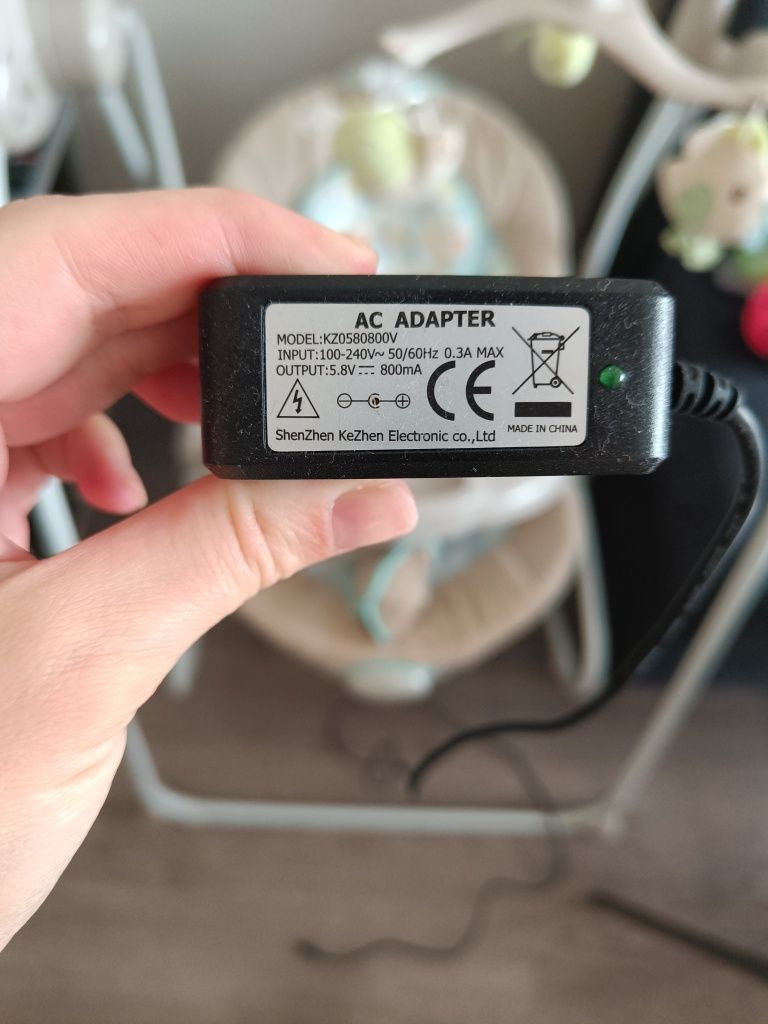 AC ADAPTER
MODEL:KZ0580800V
INPUT:100-240V~ 50/60Hz 0.3A MAX
OUTPUT:5.8V⎓ 800mA
CE
MADE IN CHINA
ShenZhen KeZhen Electronic co.,Ltd